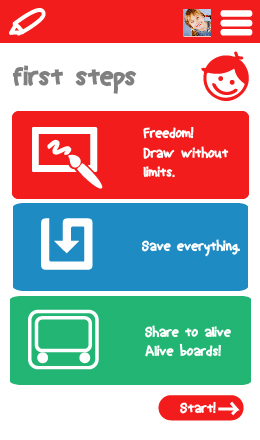 first steps
Freedom!
Draw without
limits.
Save everything.
Share to alive
Alive boards!
Start!